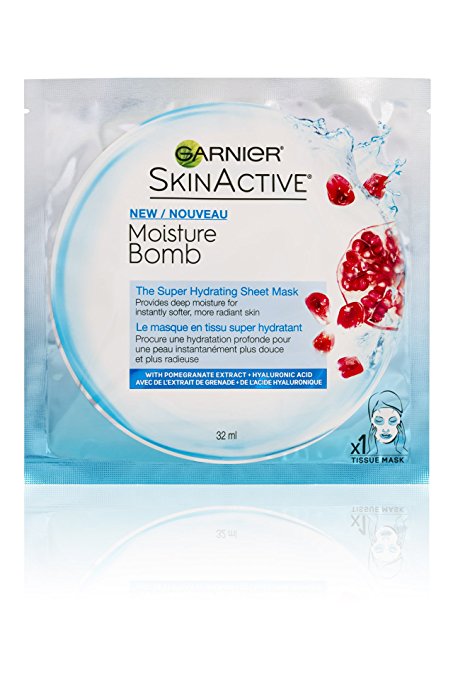 GARNIER®
SKINACTIVE®
NEW / NOUVEAU
Moisture
Bomb
The Super Hydrating Sheet Mask
Provides deep moisture for
instantly softer, more radiant skin
Le masque en tissu super hydratant
Procure une hydratation profonde pour
une peau instantanément plus douce
et plus radieuse
WITH POMEGRANATE EXTRACT + HYALURONIC ACID
AVEC DE L'EXTRAIT DE GRENADE + DE L'ACIDE HYALURONIQUE
32 ml
x1
TISSUE MASK